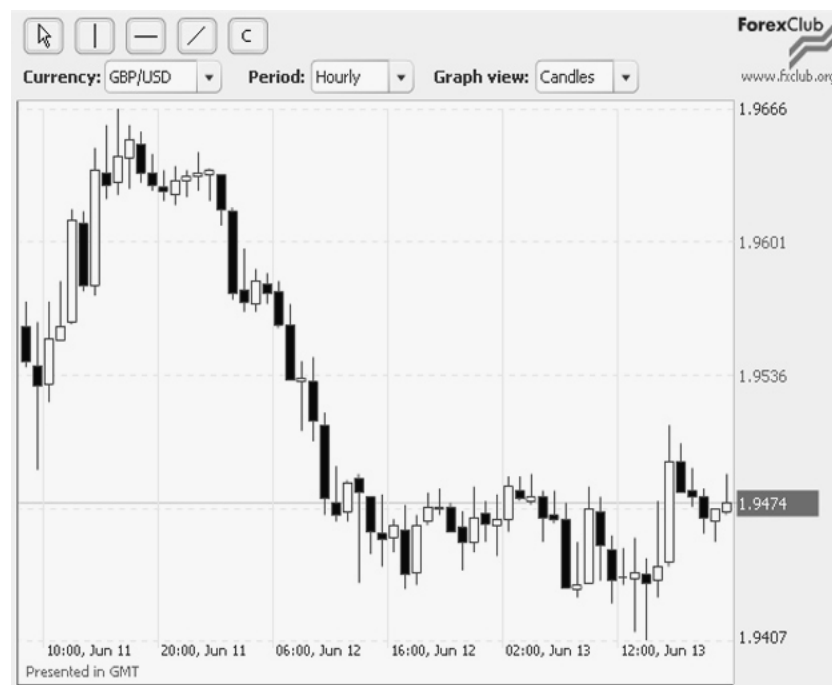 C
ForexClub
Currency: GBP/USD Period: Hourly Graph view: Candles
www.fxclub.org
1.9666
1.9601
1.9536
1.9474
1.9407
10:00, Jun 11 20:00, Jun 11 06:00, Jun 12 16:00, Jun 12 02:00, Jun 13 12:00, Jun 13
Presented in GMT